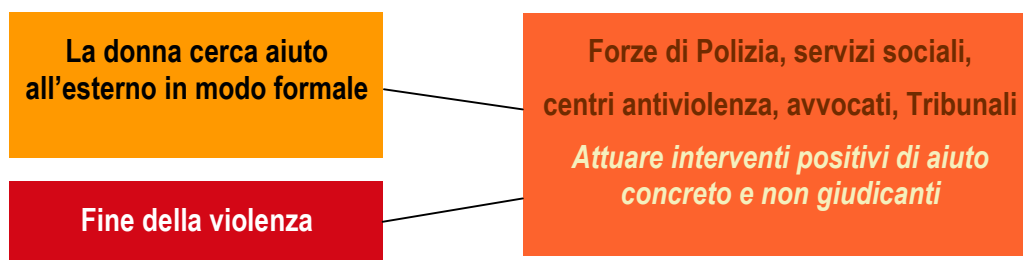 La donna cerca aiuto
all’esterno in modo formale
Fine della violenza
Forze di Polizia, servizi sociali,
centri antiviolenza, avvocati, Tribunali
Attuare interventi positivi di aiuto
concreto e non giudicanti